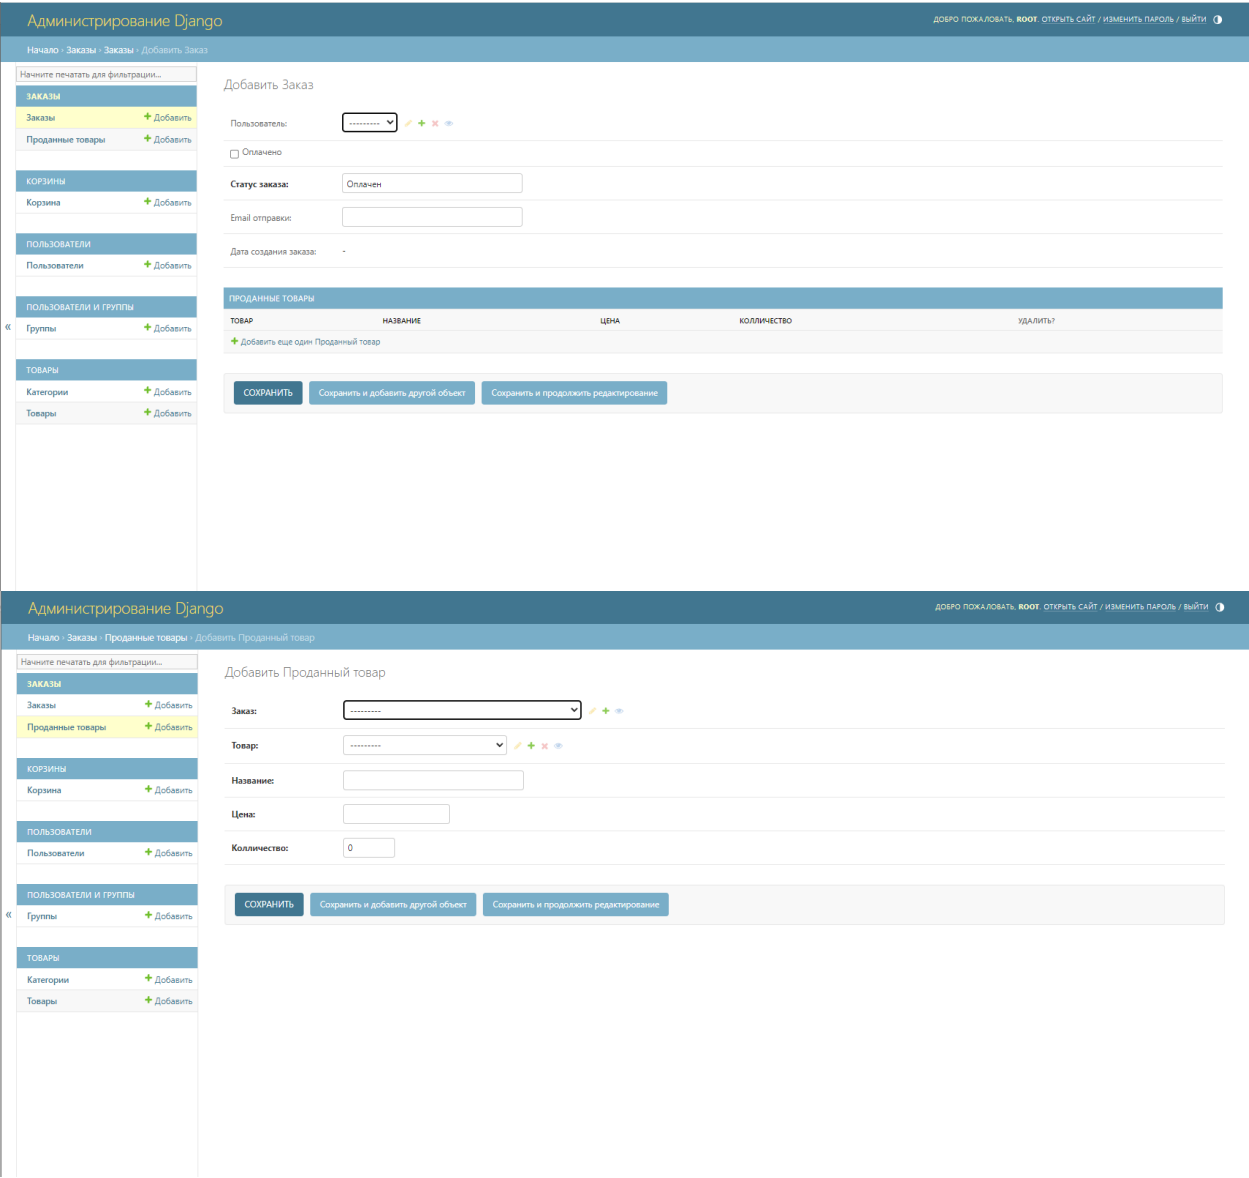 Администрирование Django
ДОБРО ПОЖАЛОВАТЬ, ROOT. ОТКРЫТЬ САЙТ / ИЗМЕНИТЬ ПАРОЛЬ / ВЫЙТИ
Начало › Заказы › Заказы › Добавить Заказ
Начните печатать для фильтрации...
ЗАКАЗЫ
Заказы + Добавить
Проданные товары + Добавить
КОРЗИНЫ
Корзина + Добавить
ПОЛЬЗОВАТЕЛИ
Пользователи + Добавить
ПОЛЬЗОВАТЕЛИ И ГРУППЫ
« Группы + Добавить
ТОВАРЫ
Категории + Добавить
Товары + Добавить
Добавить Заказ
Пользователь: ---------
Оплачено
Статус заказа: Оплачен
Email отправки:
Дата создания заказа: -
ПРОДАННЫЕ ТОВАРЫ
ТОВАР НАЗВАНИЕ ЦЕНА КОЛЛИЧЕСТВО УДАЛИТЬ?
+ Добавить еще один Проданный товар
СОХРАНИТЬ Сохранить и добавить другой объект Сохранить и продолжить редактирование
Администрирование Django
ДОБРО ПОЖАЛОВАТЬ, ROOT. ОТКРЫТЬ САЙТ / ИЗМЕНИТЬ ПАРОЛЬ / ВЫЙТИ
Начало › Заказы › Проданные товары › Добавить Проданный товар
Начните печатать для фильтрации...
ЗАКАЗЫ
Заказы + Добавить
Проданные товары + Добавить
КОРЗИНЫ
Корзина + Добавить
ПОЛЬЗОВАТЕЛИ
Пользователи + Добавить
ПОЛЬЗОВАТЕЛИ И ГРУППЫ
« Группы + Добавить
ТОВАРЫ
Категории + Добавить
Товары + Добавить
Добавить Проданный товар
Заказ: ---------
Товар: ---------
Название:
Цена:
Колличество: 0
СОХРАНИТЬ Сохранить и добавить другой объект Сохранить и продолжить редактирование